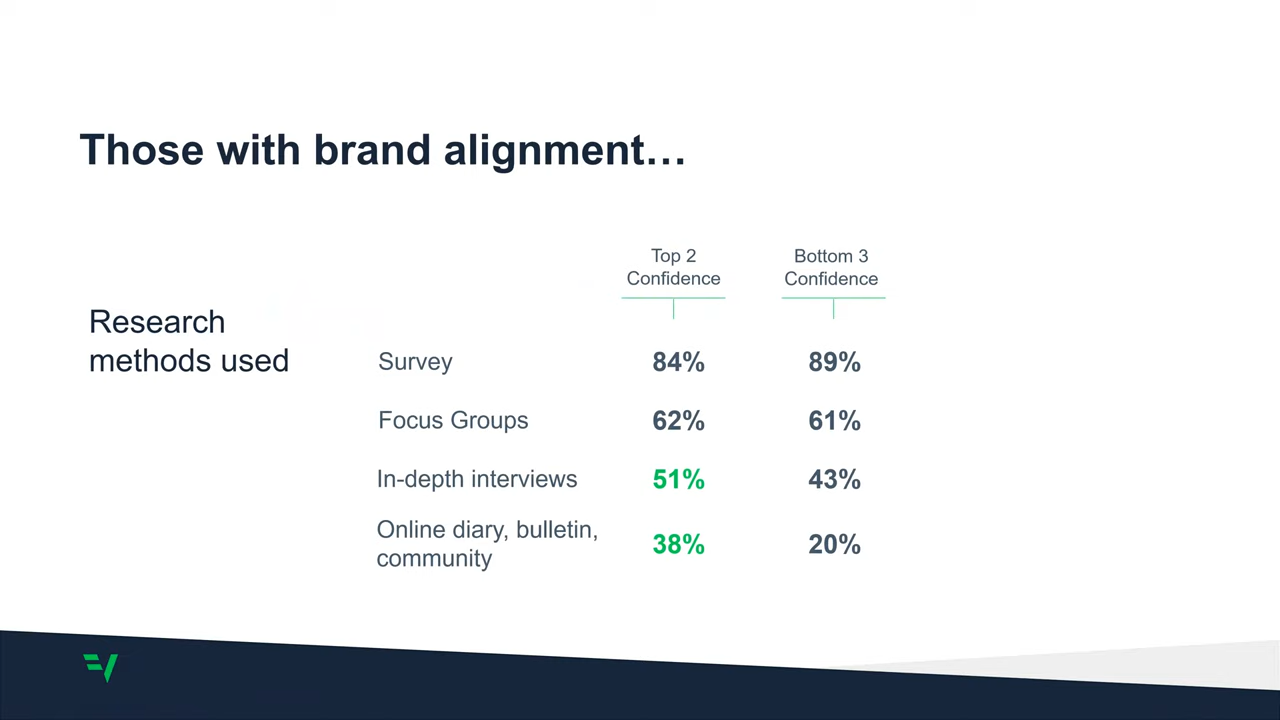 Those with brand alignment…
Top 2
Confidence
Bottom 3
Confidence
Research
methods used
Survey 84% 89%
Focus Groups 62% 61%
In-depth interviews 51% 43%
Online diary, bulletin,
community 38% 20%